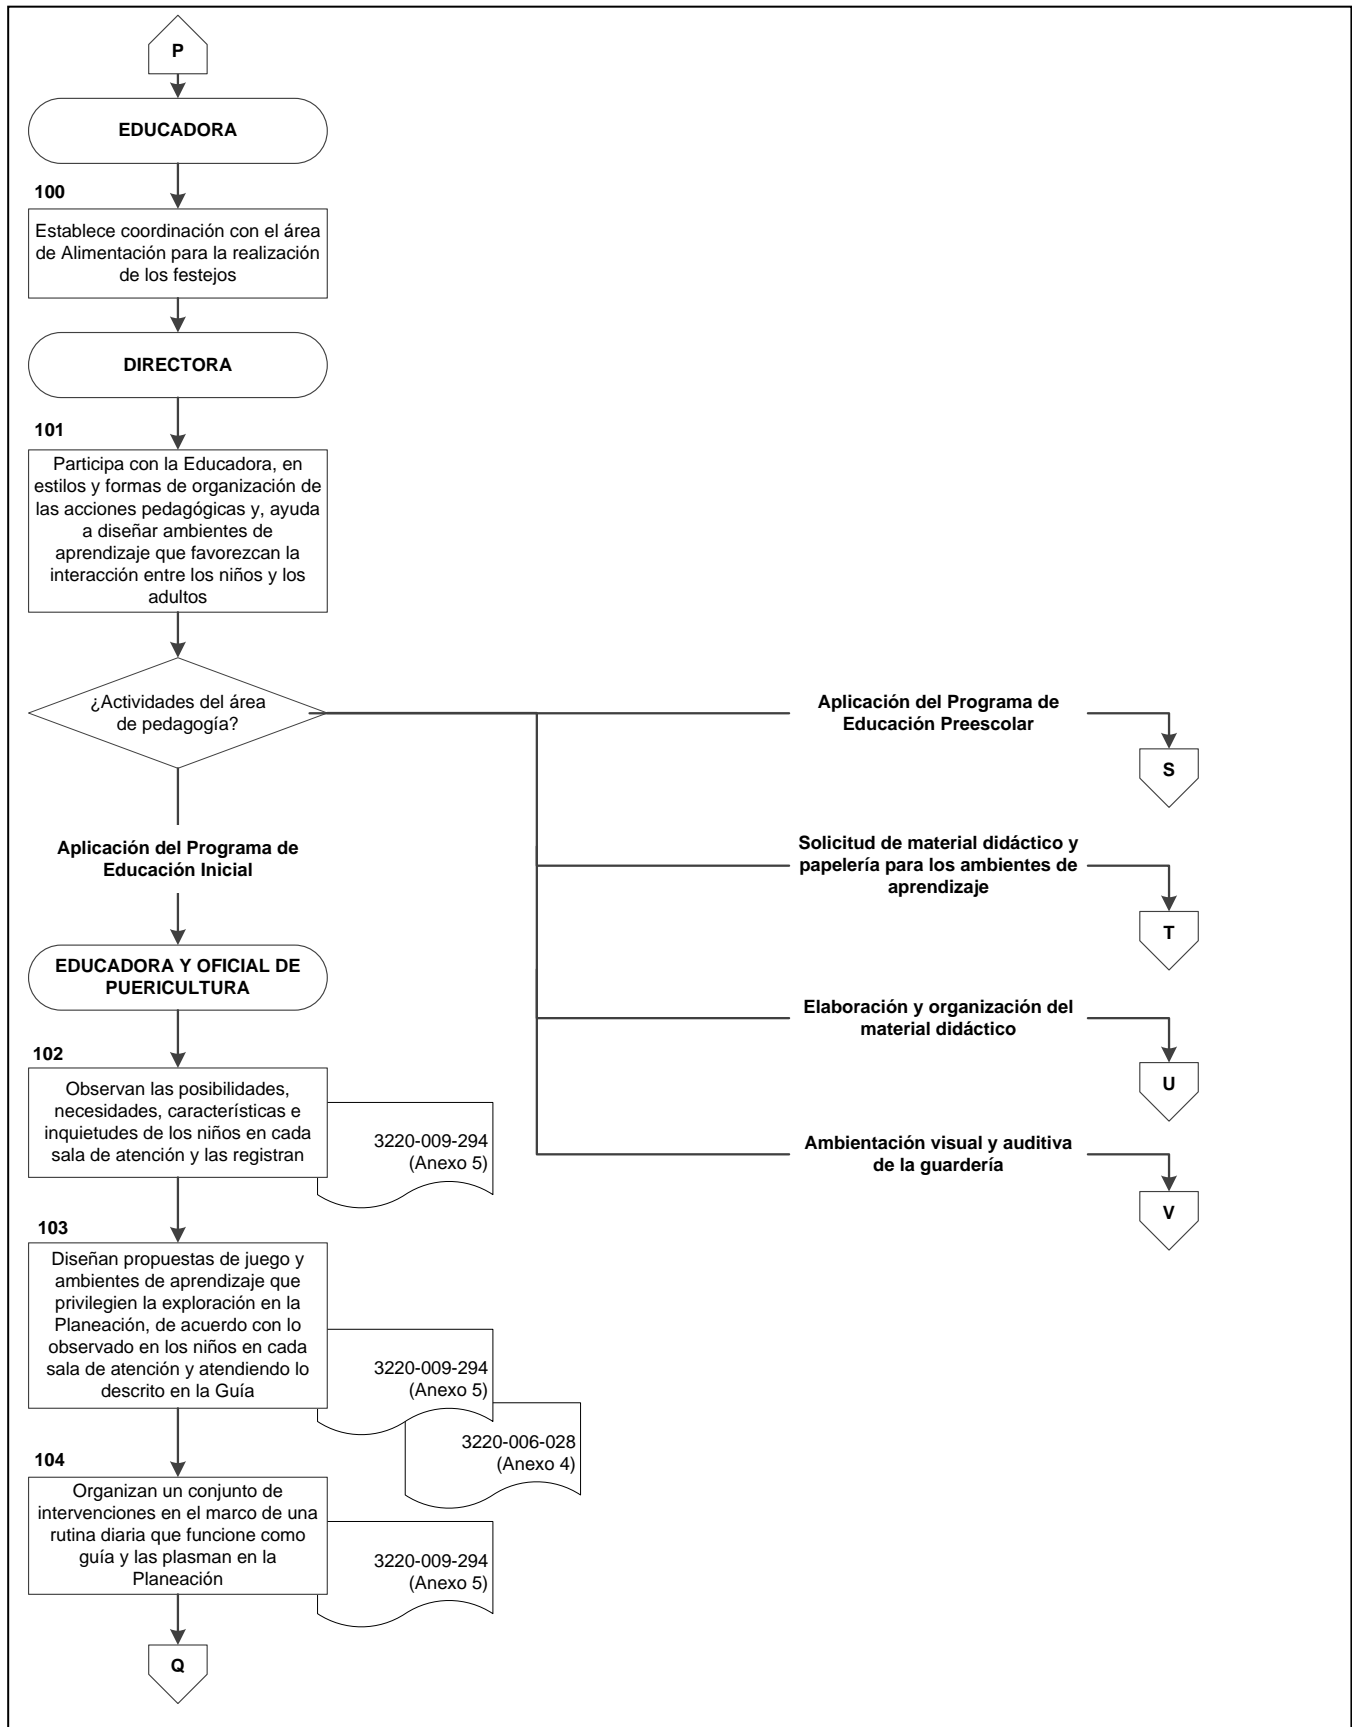 P
EDUCADORA
100
Establece coordinación con el área
de Alimentación para la realización
de los festejos
DIRECTORA
101
Participa con la Educadora, en
estilos y formas de organización de
las acciones pedagógicas y, ayuda
a diseñar ambientes de
aprendizaje que favorezcan la
interacción entre los niños y los
adultos
¿Actividades del área
de pedagogía?
Aplicación del Programa de
Educación Preescolar
S
Solicitud de material didáctico y
papelería para los ambientes de
aprendizaje
T
Elaboración y organización del
material didáctico
U
Ambientación visual y auditiva
de la guardería
V
Aplicación del Programa de
Educación Inicial
EDUCADORA Y OFICIAL DE
PUERICULTURA
102
Observan las posibilidades,
necesidades, características e
inquietudes de los niños en cada
sala de atención y las registran
3220-009-294
(Anexo 5)
103
Diseñan propuestas de juego y
ambientes de aprendizaje que
privilegien la exploración en la
Planeación, de acuerdo con lo
observado en los niños en cada
sala de atención y atendiendo lo
descrito en la Guía
3220-009-294
(Anexo 5)
3220-006-028
(Anexo 4)
104
Organizan un conjunto de
intervenciones en el marco de una
rutina diaria que funcione como
guía y las plasman en la
Planeación
3220-009-294
(Anexo 5)
Q